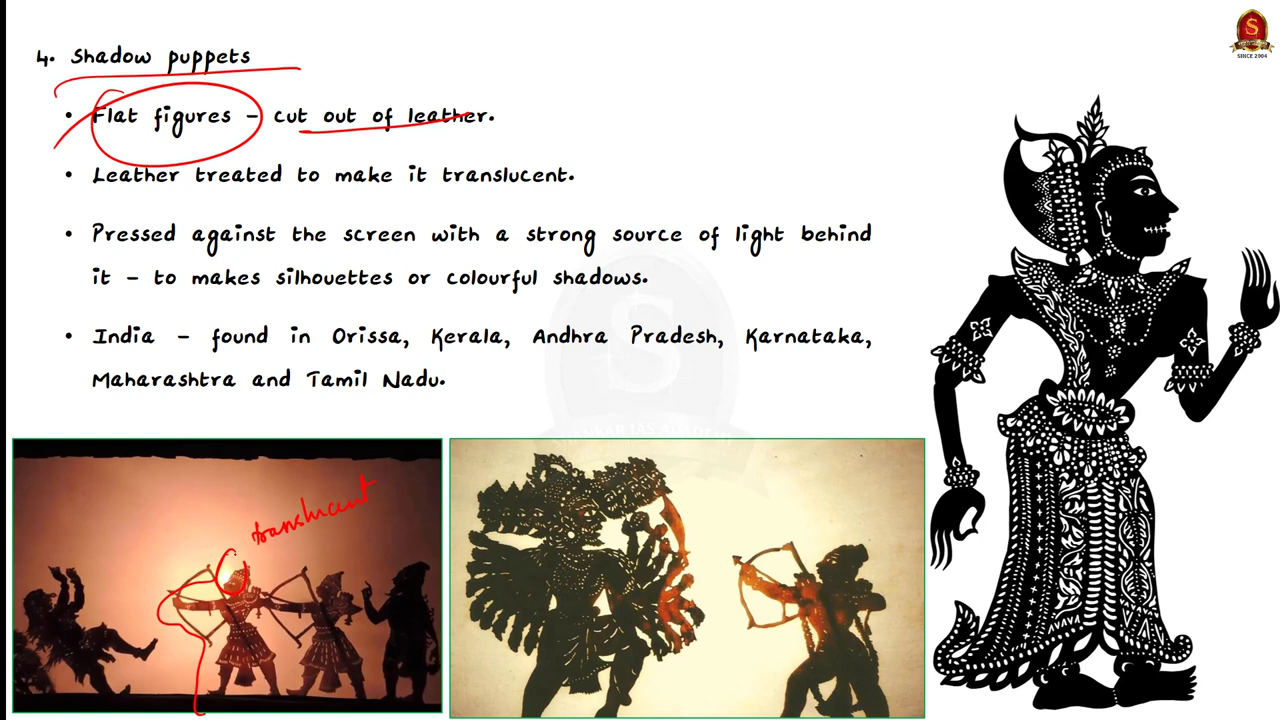 4. Shadow puppets
• Flat figures – cut out of leather.
• Leather treated to make it translucent.
• Pressed against the screen with a strong source of light behind
it – to makes silhouettes or colourful shadows.
• India – found in Orissa, Kerala, Andhra Pradesh, Karnataka,
Maharashtra and Tamil Nadu.
translucent
S
SINCE 2004